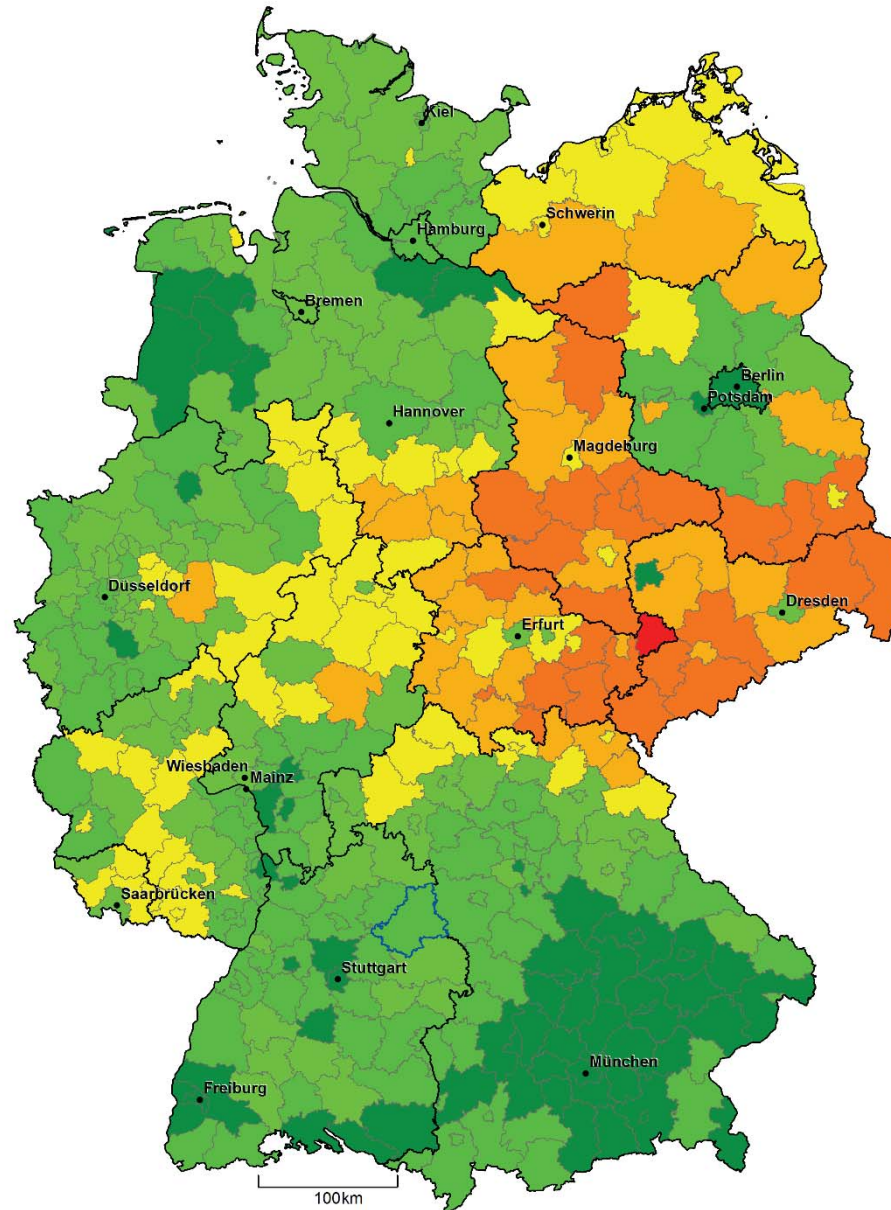 Kiel
Schwerin
Hamburg
Bremen
Berlin
Potsdam
Hannover
Magdeburg
Düsseldorf
Dresden
Erfurt
Wiesbaden
Mainz
Saarbrücken
Stuttgart
München
Freiburg
100km